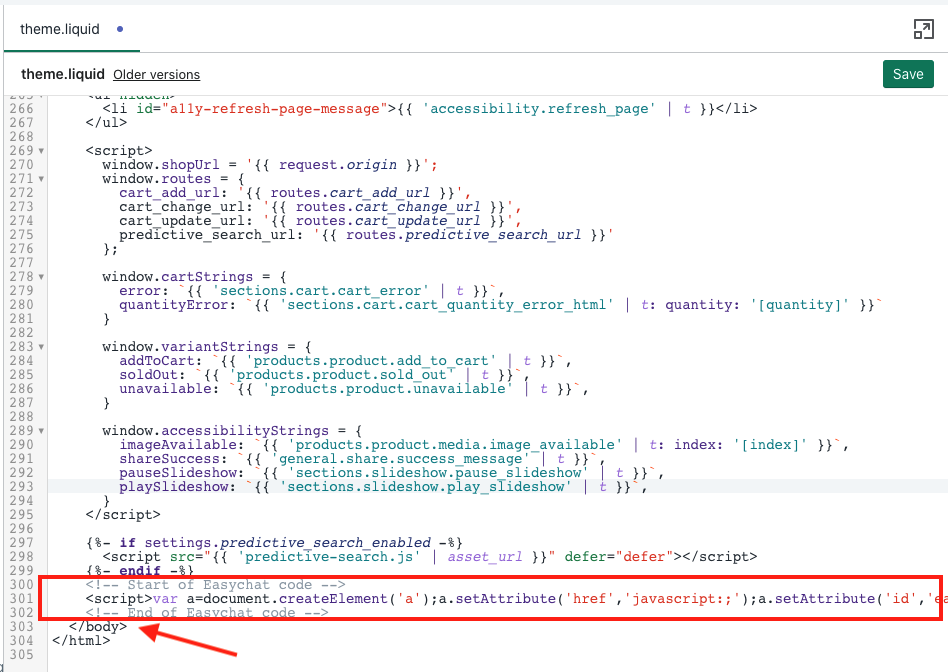 theme.liquid
theme.liquid Older versions Save
265 <ul hidden>
266 <li id="a11y-refresh-page-message">{{ 'accessibility.refresh_page' | t }}</li>
267 </ul>
268
269 <script>
270 window.shopUrl = '{{ request.origin }}';
271 window.routes = {
272 cart_add_url: '{{ routes.cart_add_url }}',
273 cart_change_url: '{{ routes.cart_change_url }}',
274 cart_update_url: '{{ routes.cart_update_url }}',
275 predictive_search_url: '{{ routes.predictive_search_url }}'
276 };
277
278 window.cartStrings = {
279 error: `{{ 'sections.cart.cart_error' | t }}`,
280 quantityError: `{{ 'sections.cart.cart_quantity_error_html' | t: quantity: '[quantity]' }}`
281 }
282
283 window.variantStrings = {
284 addToCart: `{{ 'products.product.add_to_cart' | t }}`,
285 soldOut: `{{ 'products.product.sold_out' | t }}`,
286 unavailable: `{{ 'products.product.unavailable' | t }}`,
287 }
288
289 window.accessibilityStrings = {
290 imageAvailable: `{{ 'products.product.media.image_available' | t: index: '[index]' }}`,
291 shareSuccess: `{{ 'general.share.success_message' | t }}`,
292 pauseSlideshow: `{{ 'sections.slideshow.pause_slideshow' | t }}`,
293 playSlideshow: `{{ 'sections.slideshow.play_slideshow' | t }}`,
294 }
295 </script>
296
297 {%- if settings.predictive_search_enabled -%}
298 <script src="{{ 'predictive-search.js' | asset_url }}" defer="defer"></script>
299 {%- endif -%}
300 <!-- Start of Easychat code -->
301 <script>var a=document.createElement('a');a.setAttribute('href','javascript:;');a.setAttribute('id','ea
302 <!-- End of Easychat code -->
303 </body>
304 </html>
305